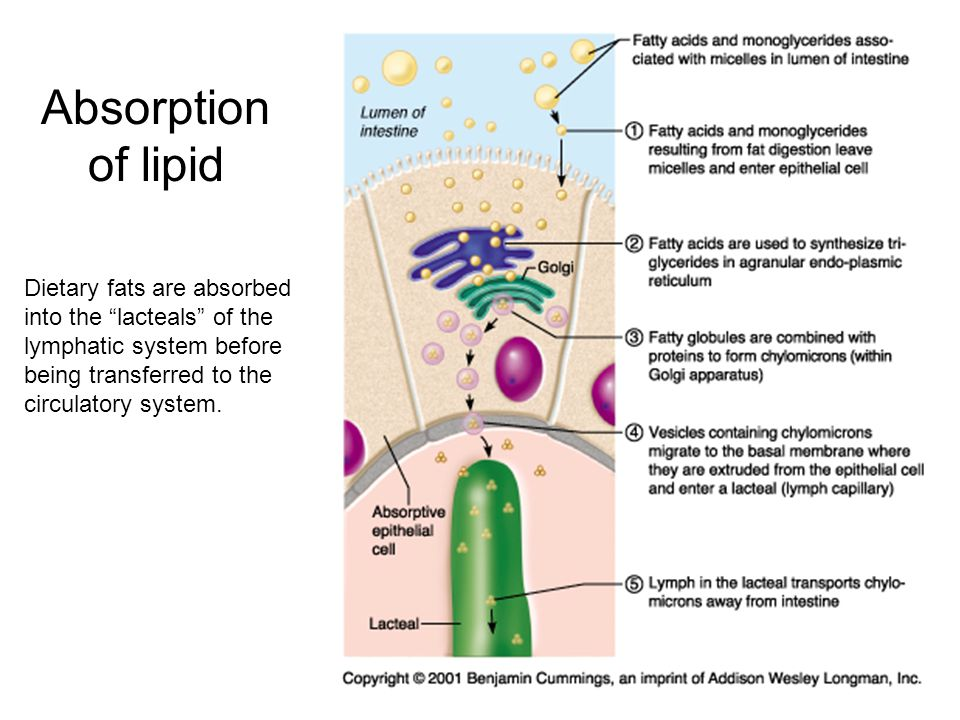 Absorption
of lipid
Dietary fats are absorbed
into the “lacteals” of the
lymphatic system before
being transferred to the
circulatory system.
Fatty acids and monoglycerides asso-
ciated with micelles in lumen of intestine
Lumen of
intestine
① Fatty acids and monoglycerides
resulting from fat digestion leave
micelles and enter epithelial cell
② Fatty acids are used to synthesize tri-
glycerides in agranular endo-plasmic
reticulum
Golgi
③ Fatty globules are combined with
proteins to form chylomicrons (within
Golgi apparatus)
④ Vesicles containing chylomicrons
migrate to the basal membrane where
they are extruded from the epithelial cell
and enter a lacteal (lymph capillary)
Absorptive
epithelial
cell
⑤ Lymph in the lacteal transports chylo-
microns away from intestine
Lacteal
Copyright © 2001 Benjamin Cummings, an imprint of Addison Wesley Longman, Inc.